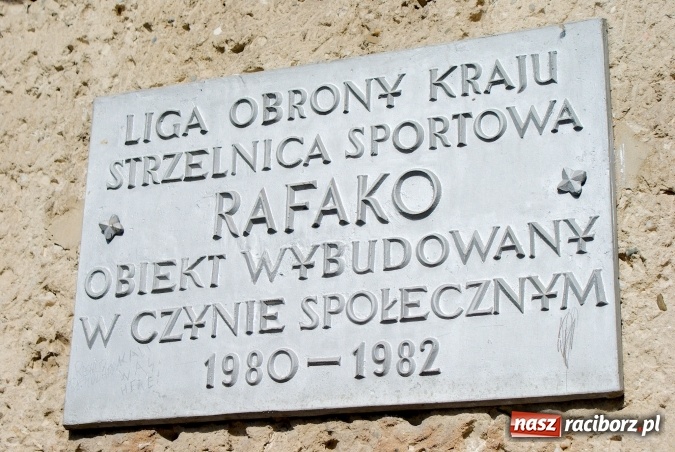 LIGA OBRONY KRAJU
STRZELNICA SPORTOWA
RAFAKO
OBIEKT WYBUDOWANY
W CZYNIE SPOŁECZNYM
1980-1982
nasz raciborz.pl